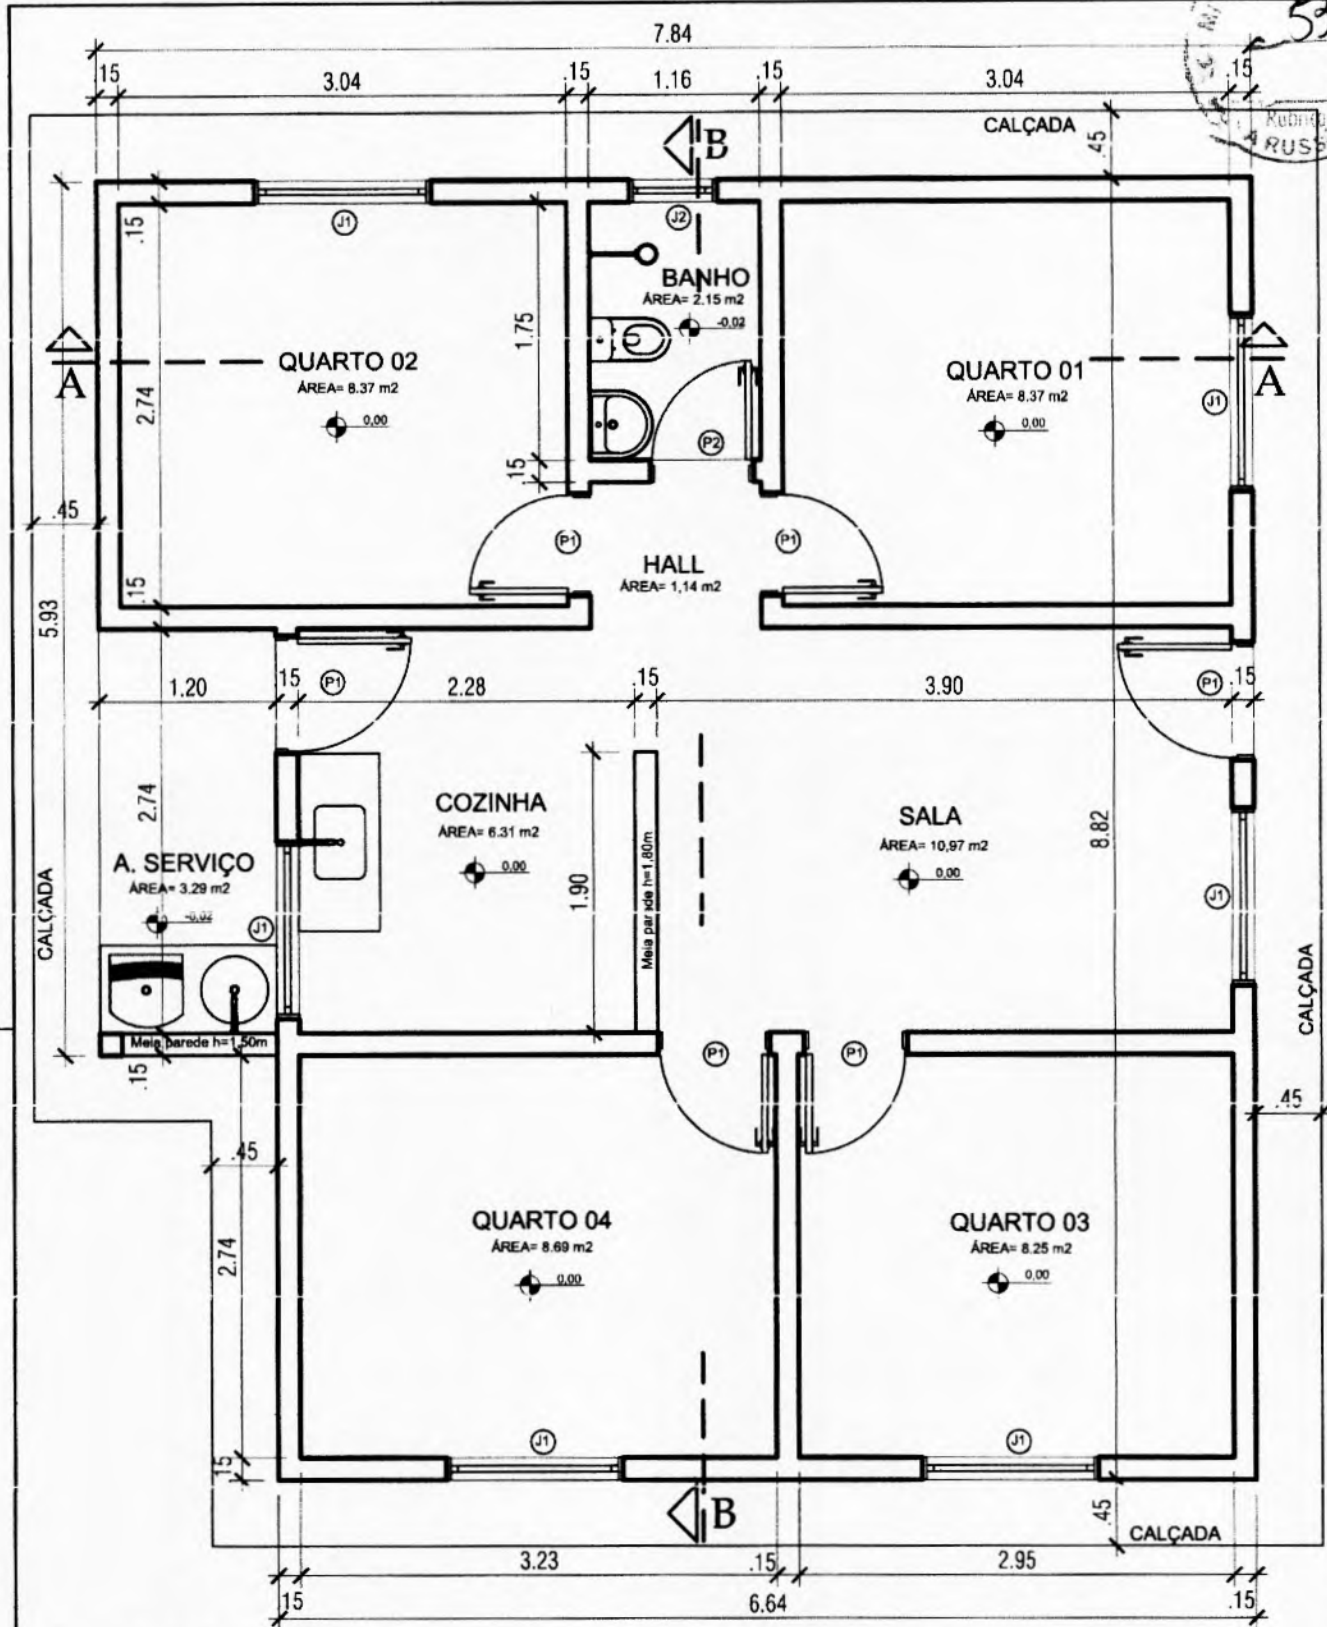 59
7.84
.15
3.04
.15
1.16
.15
3.04
.15
CALÇADA
.45
Rubrica
A RUSS
B
J1
J2
.15
BANHO
ÁREA= 2.15 m2
-0,02
1.75
A
QUARTO 02
ÁREA= 8.37 m2
0,00
2.74
QUARTO 01
ÁREA= 8.37 m2
0,00
J1
A
P2
.15
.45
P1
P1
HALL
ÁREA= 1,14 m2
.15
5.93
1.20
.15
P1
2.28
.15
3.90
P1
.15
2.74
COZINHA
ÁREA= 6.31 m2
0,00
SALA
ÁREA= 10,97 m2
0,00
8.82
A. SERVIÇO
ÁREA= 3.29 m2
-0,02
J1
1.90
Meia parede h=1,80m
J1
CALÇADA
CALÇADA
Meia parede h=1,50m
.15
P1
P1
.45
.45
QUARTO 04
ÁREA= 8.69 m2
0,00
QUARTO 03
ÁREA= 8.25 m2
0,00
2.74
J1
J1
.15
B
.45
CALÇADA
3.23
.15
2.95
.15
6.64
.15